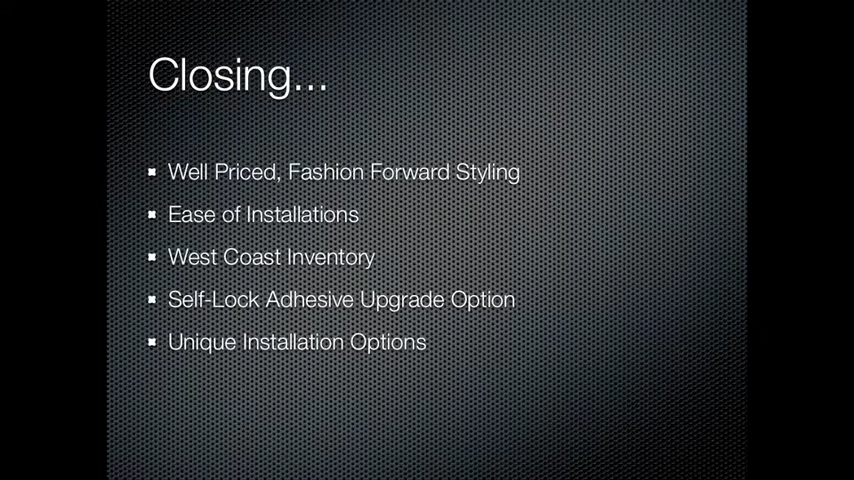 Closing...
Well Priced, Fashion Forward Styling
Ease of Installations
West Coast Inventory
Self-Lock Adhesive Upgrade Option
Unique Installation Options